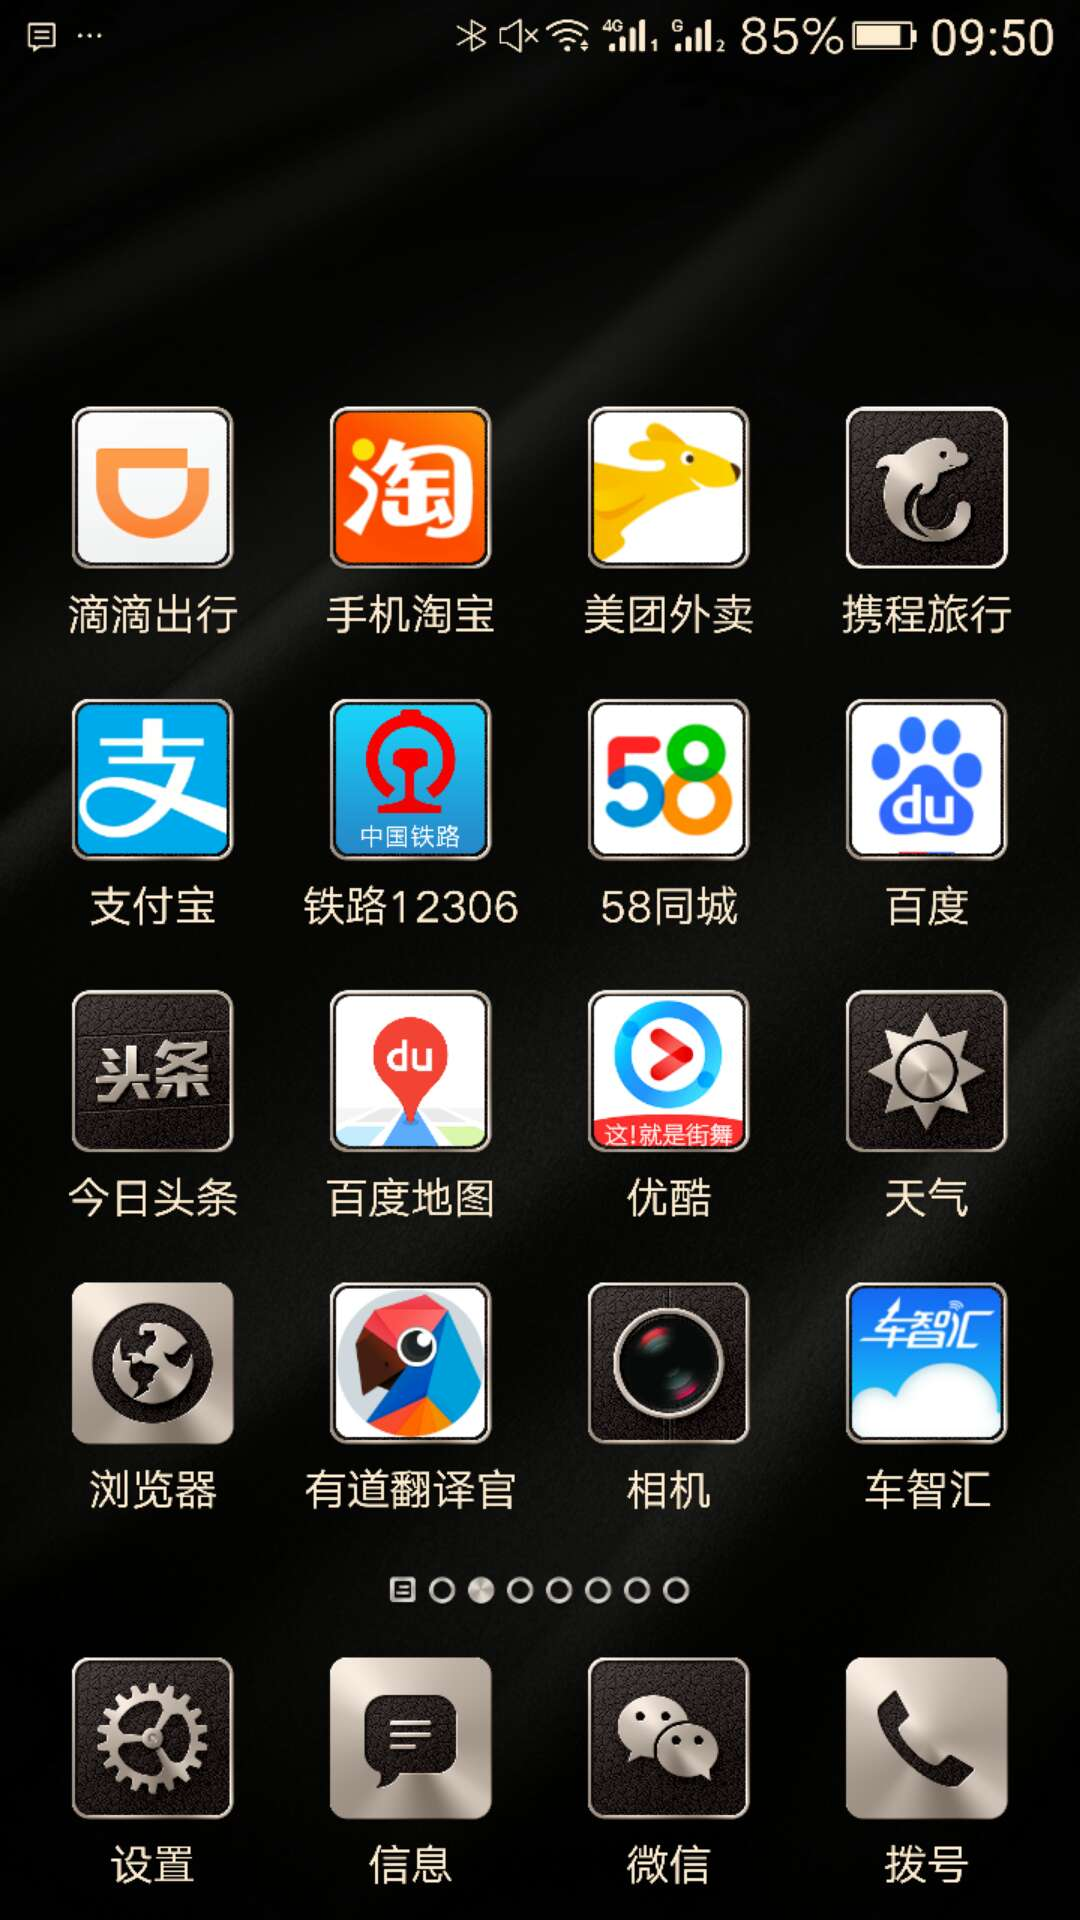 4G 1 G 2 85% 09:50
淘
滴滴出行 手机淘宝 美团外卖 携程旅行
支 中国铁路 58 du
支付宝 铁路12306 58同城 百度
头条 du 这!就是街舞
今日头条 百度地图 优酷 天气
车智汇
浏览器 有道翻译官 相机 车智汇
设置 信息 微信 拨号